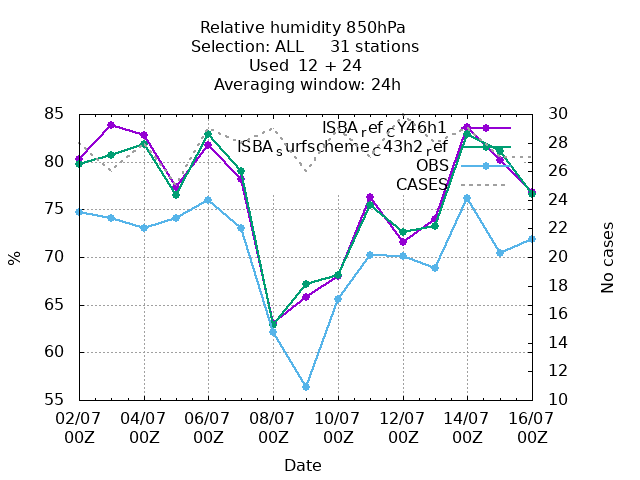 Relative humidity 850hPa
Selection: ALL 31 stations
Used 12 + 24
Averaging window: 24h
85
80
75
70
65
60
55
30
28
26
24
22
20
18
16
14
12
10
ISBA_ref_CY46h1
ISBA_surfscheme_C43h2_ref
OBS
CASES
%
No cases
02/07 04/07 06/07 08/07 10/07 12/07 14/07 16/07
00Z 00Z 00Z 00Z 00Z 00Z 00Z 00Z
Date